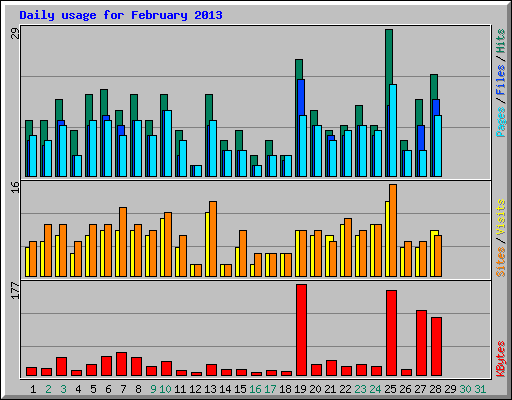 Daily usage for February 2013
29
Pages / Files / Hits
16
Sites / Visits
177
KBytes
1 2 3 4 5 6 7 8 9 10 11 12 13 14 15 16 17 18 19 20 21 22 23 24 25 26 27 28 29 30 31